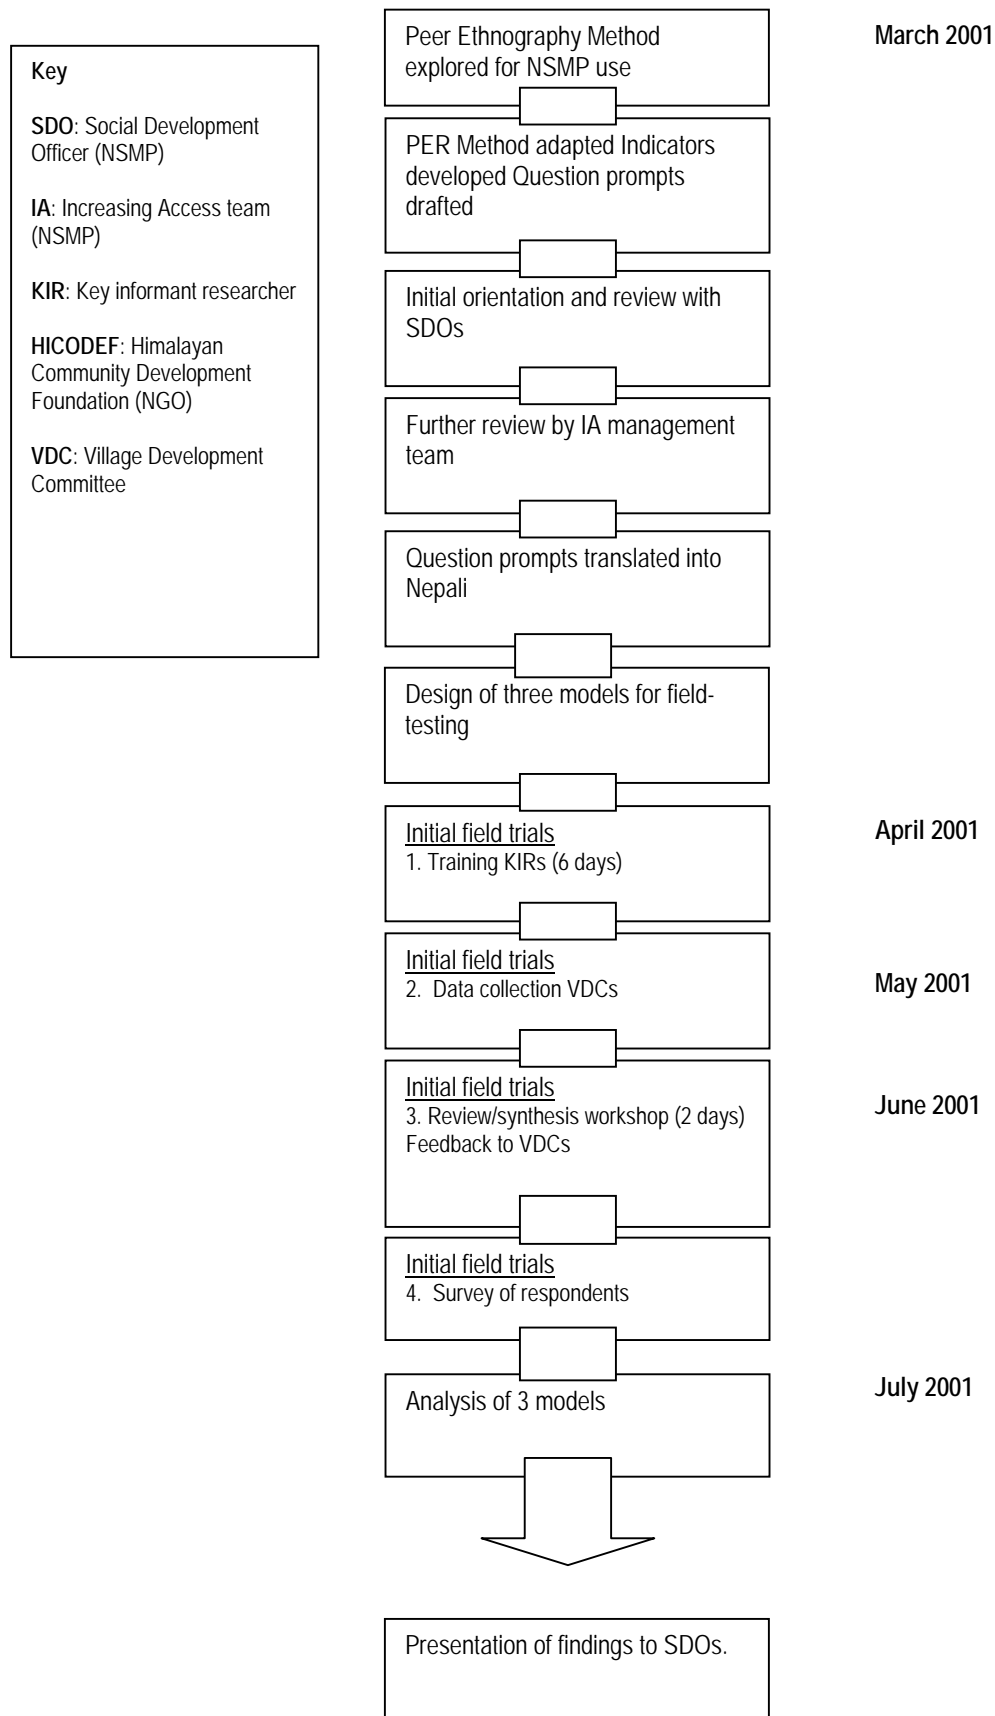 Key
SDO: Social Development
Officer (NSMP)
IA: Increasing Access team
(NSMP)
KIR: Key informant researcher
HICODEF: Himalayan
Community Development
Foundation (NGO)
VDC: Village Development
Committee
Peer Ethnography Method
explored for NSMP use
March 2001
PER Method adapted Indicators
developed Question prompts
drafted
Initial orientation and review with
SDOs
Further review by IA management
team
Question prompts translated into
Nepali
Design of three models for field-
testing
Initial field trials
1. Training KIRs (6 days)
April 2001
Initial field trials
2. Data collection VDCs
May 2001
Initial field trials
3. Review/synthesis workshop (2 days)
Feedback to VDCs
June 2001
Initial field trials
4. Survey of respondents
Analysis of 3 models
July 2001
Presentation of findings to SDOs.